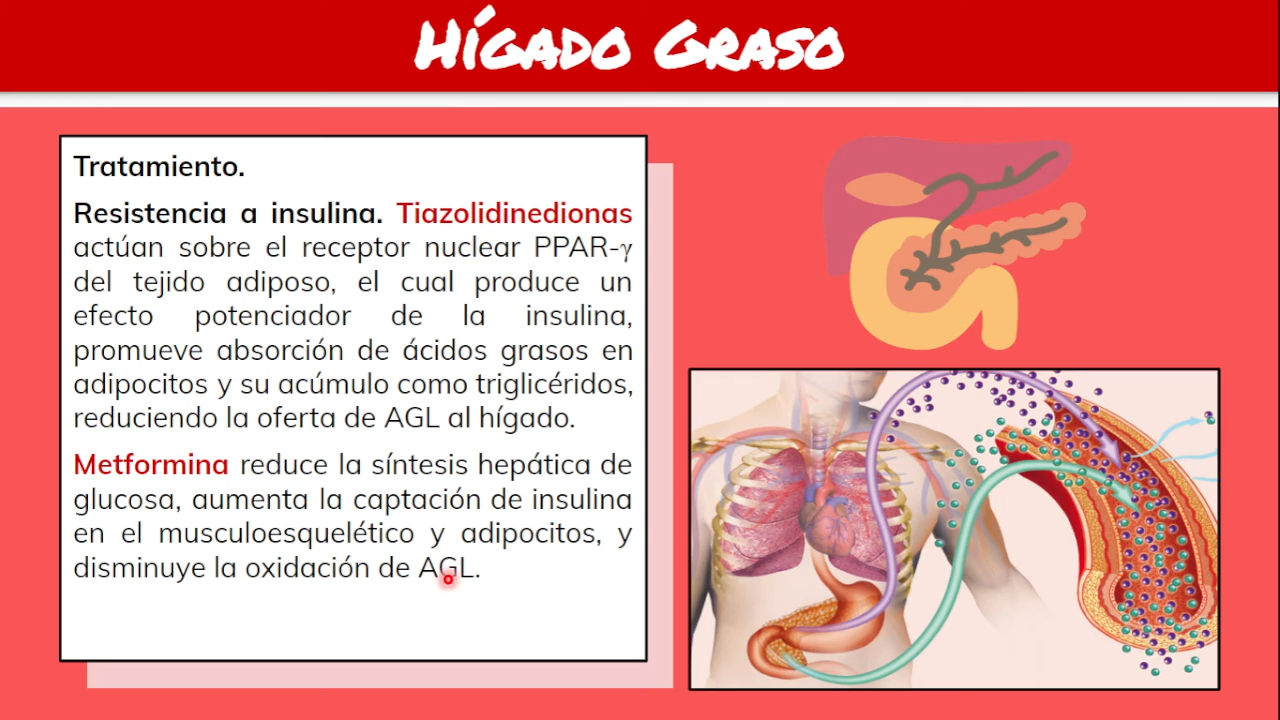 Hígado Graso
Tratamiento.
Resistencia a insulina. Tiazolidinedionas
actúan sobre el receptor nuclear PPAR-γ
del tejido adiposo, el cual produce un
efecto potenciador de la insulina,
promueve absorción de ácidos grasos en
adipocitos y su acúmulo como triglicéridos,
reduciendo la oferta de AGL al hígado.
Metformina reduce la síntesis hepática de
glucosa, aumenta la captación de insulina
en el musculoesquelético y adipocitos, y
disminuye la oxidación de AGL.